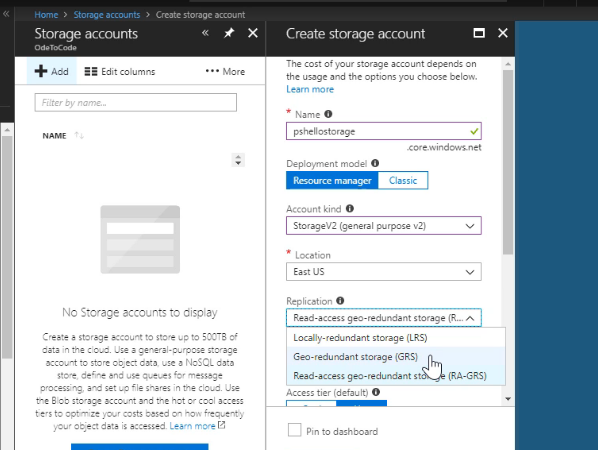 Home > Storage accounts > Create storage account
Storage accounts
OdeToCode
Add
Edit columns
More
Filter by name...
NAME
No Storage accounts to display
Create a storage account to store up to 500TB of
data in the cloud. Use a general-purpose storage
account to store object data, use a NoSQL data
store, define and use queues for message
processing, and set up file shares in the cloud. Use
the Blob storage account and the hot or cool access
tiers to optimize your costs based on how frequently
your object data is accessed. Learn more
Create storage account
The cost of your storage account depends on
the usage and the options you choose below.
Learn more
* Name
pshellostorage
.core.windows.net
Deployment model
Resource manager Classic
Account kind
StorageV2 (general purpose v2)
* Location
East US
Replication
Read-access geo-redundant storage (R...
Locally-redundant storage (LRS)
Geo-redundant storage (GRS)
Read-access geo-redundant storage (RA-GRS)
Access tier (default)
Pin to dashboard